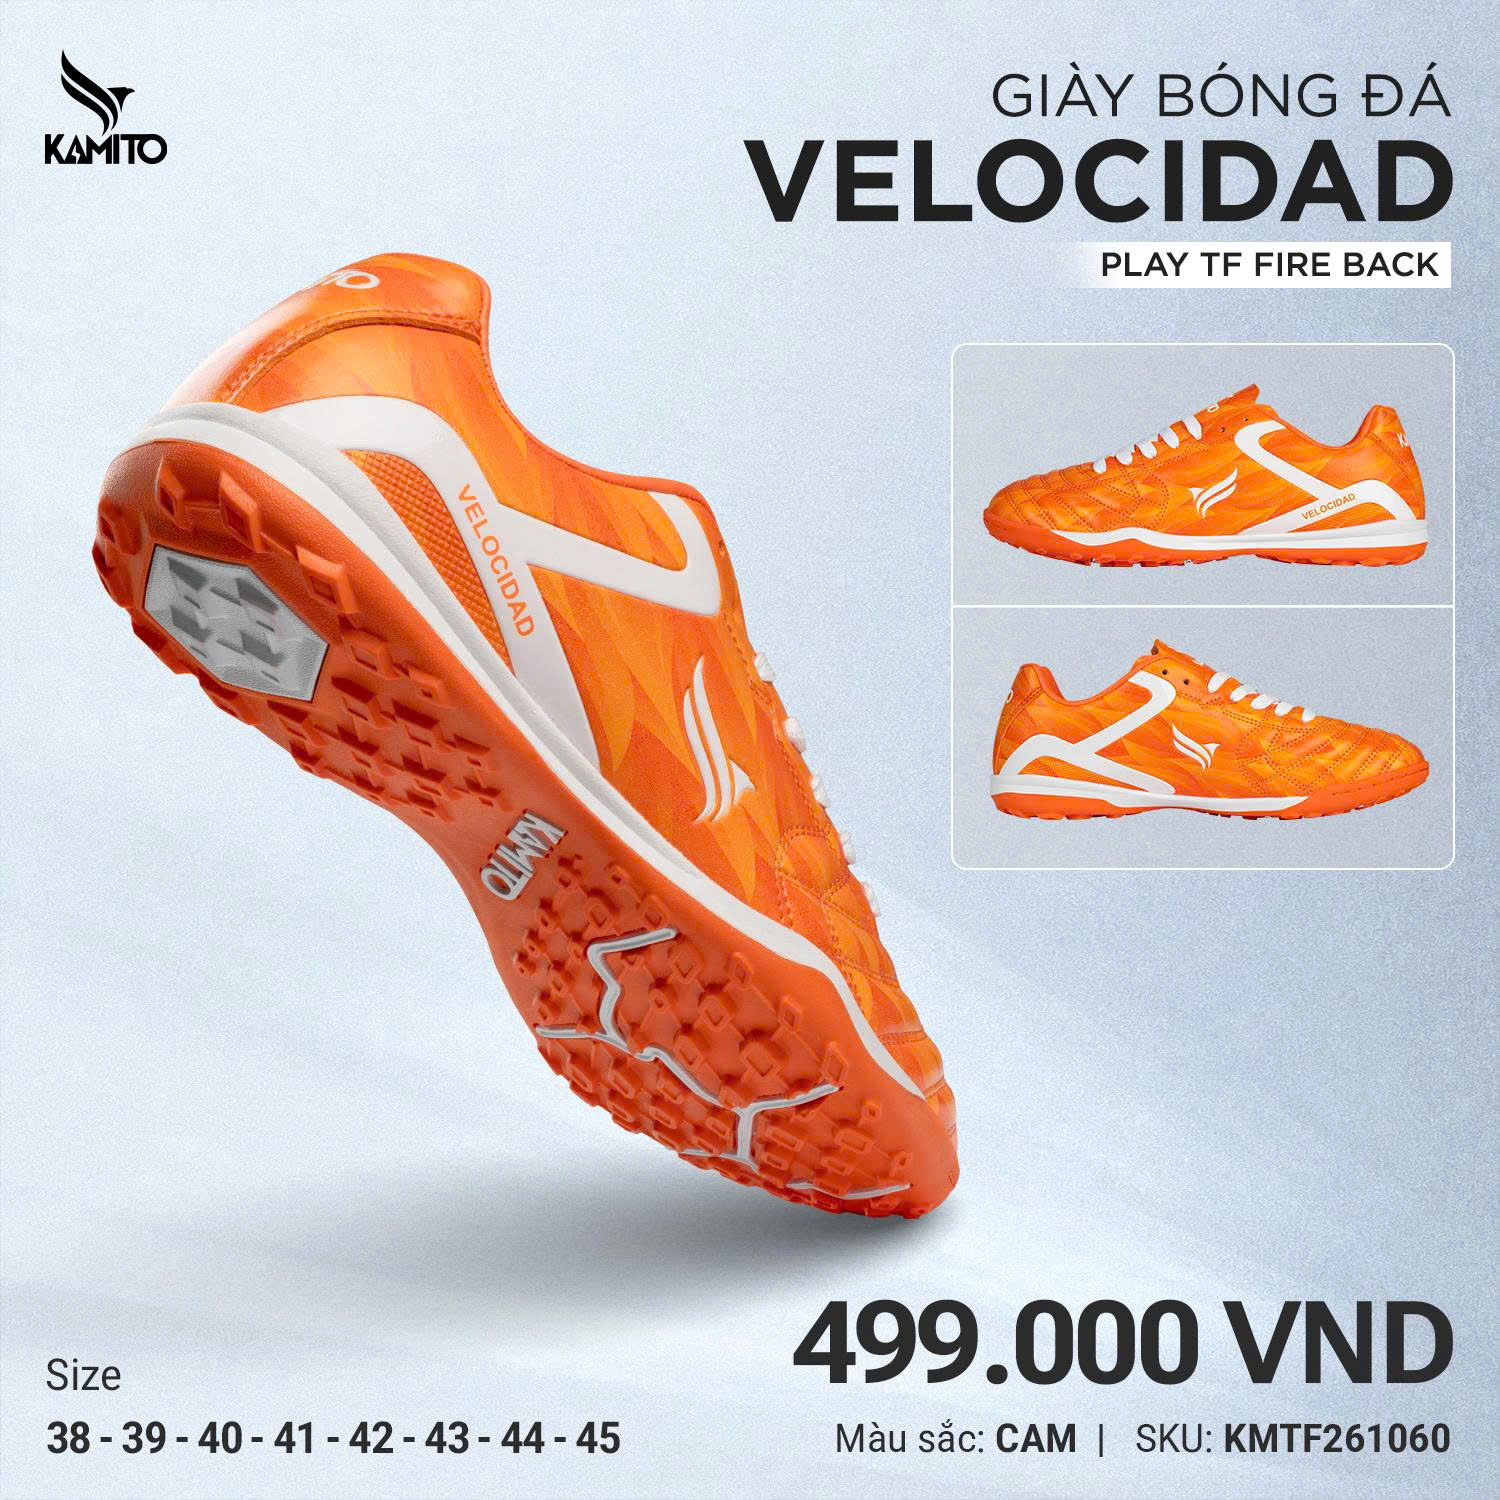 KAMITO
GIÀY BÓNG ĐÁ
VELOCIDAD
PLAY TF FIRE BACK
VELOCIDAD
KAMITO
VELOCIDAD
499.000 VND
Size
38 - 39 - 40 - 41 - 42 - 43 - 44 - 45
Màu sắc: CAM | SKU: KMTF261060